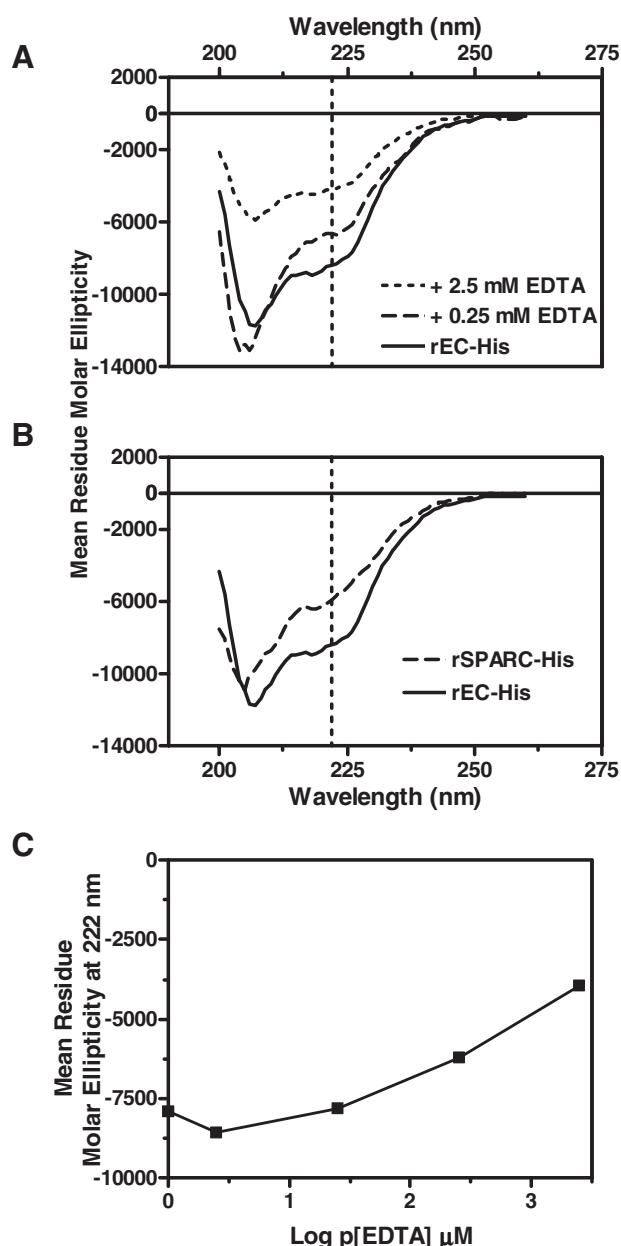 Wavelength (nm)
A
200 225 250 275
2000
0
-2000
-6000
-10000
-14000
+ 2.5 mM EDTA
+ 0.25 mM EDTA
rEC-His
Mean Residue Molar Ellipticity
B
2000
0
-2000
-6000
-10000
-14000
rSPARC-His
rEC-His
200 225 250 275
Wavelength (nm)
C
0
-2500
-5000
-7500
-10000
Mean Residue
Molar Ellipticity at 222 nm
0 1 2 3
Log p[EDTA] µM